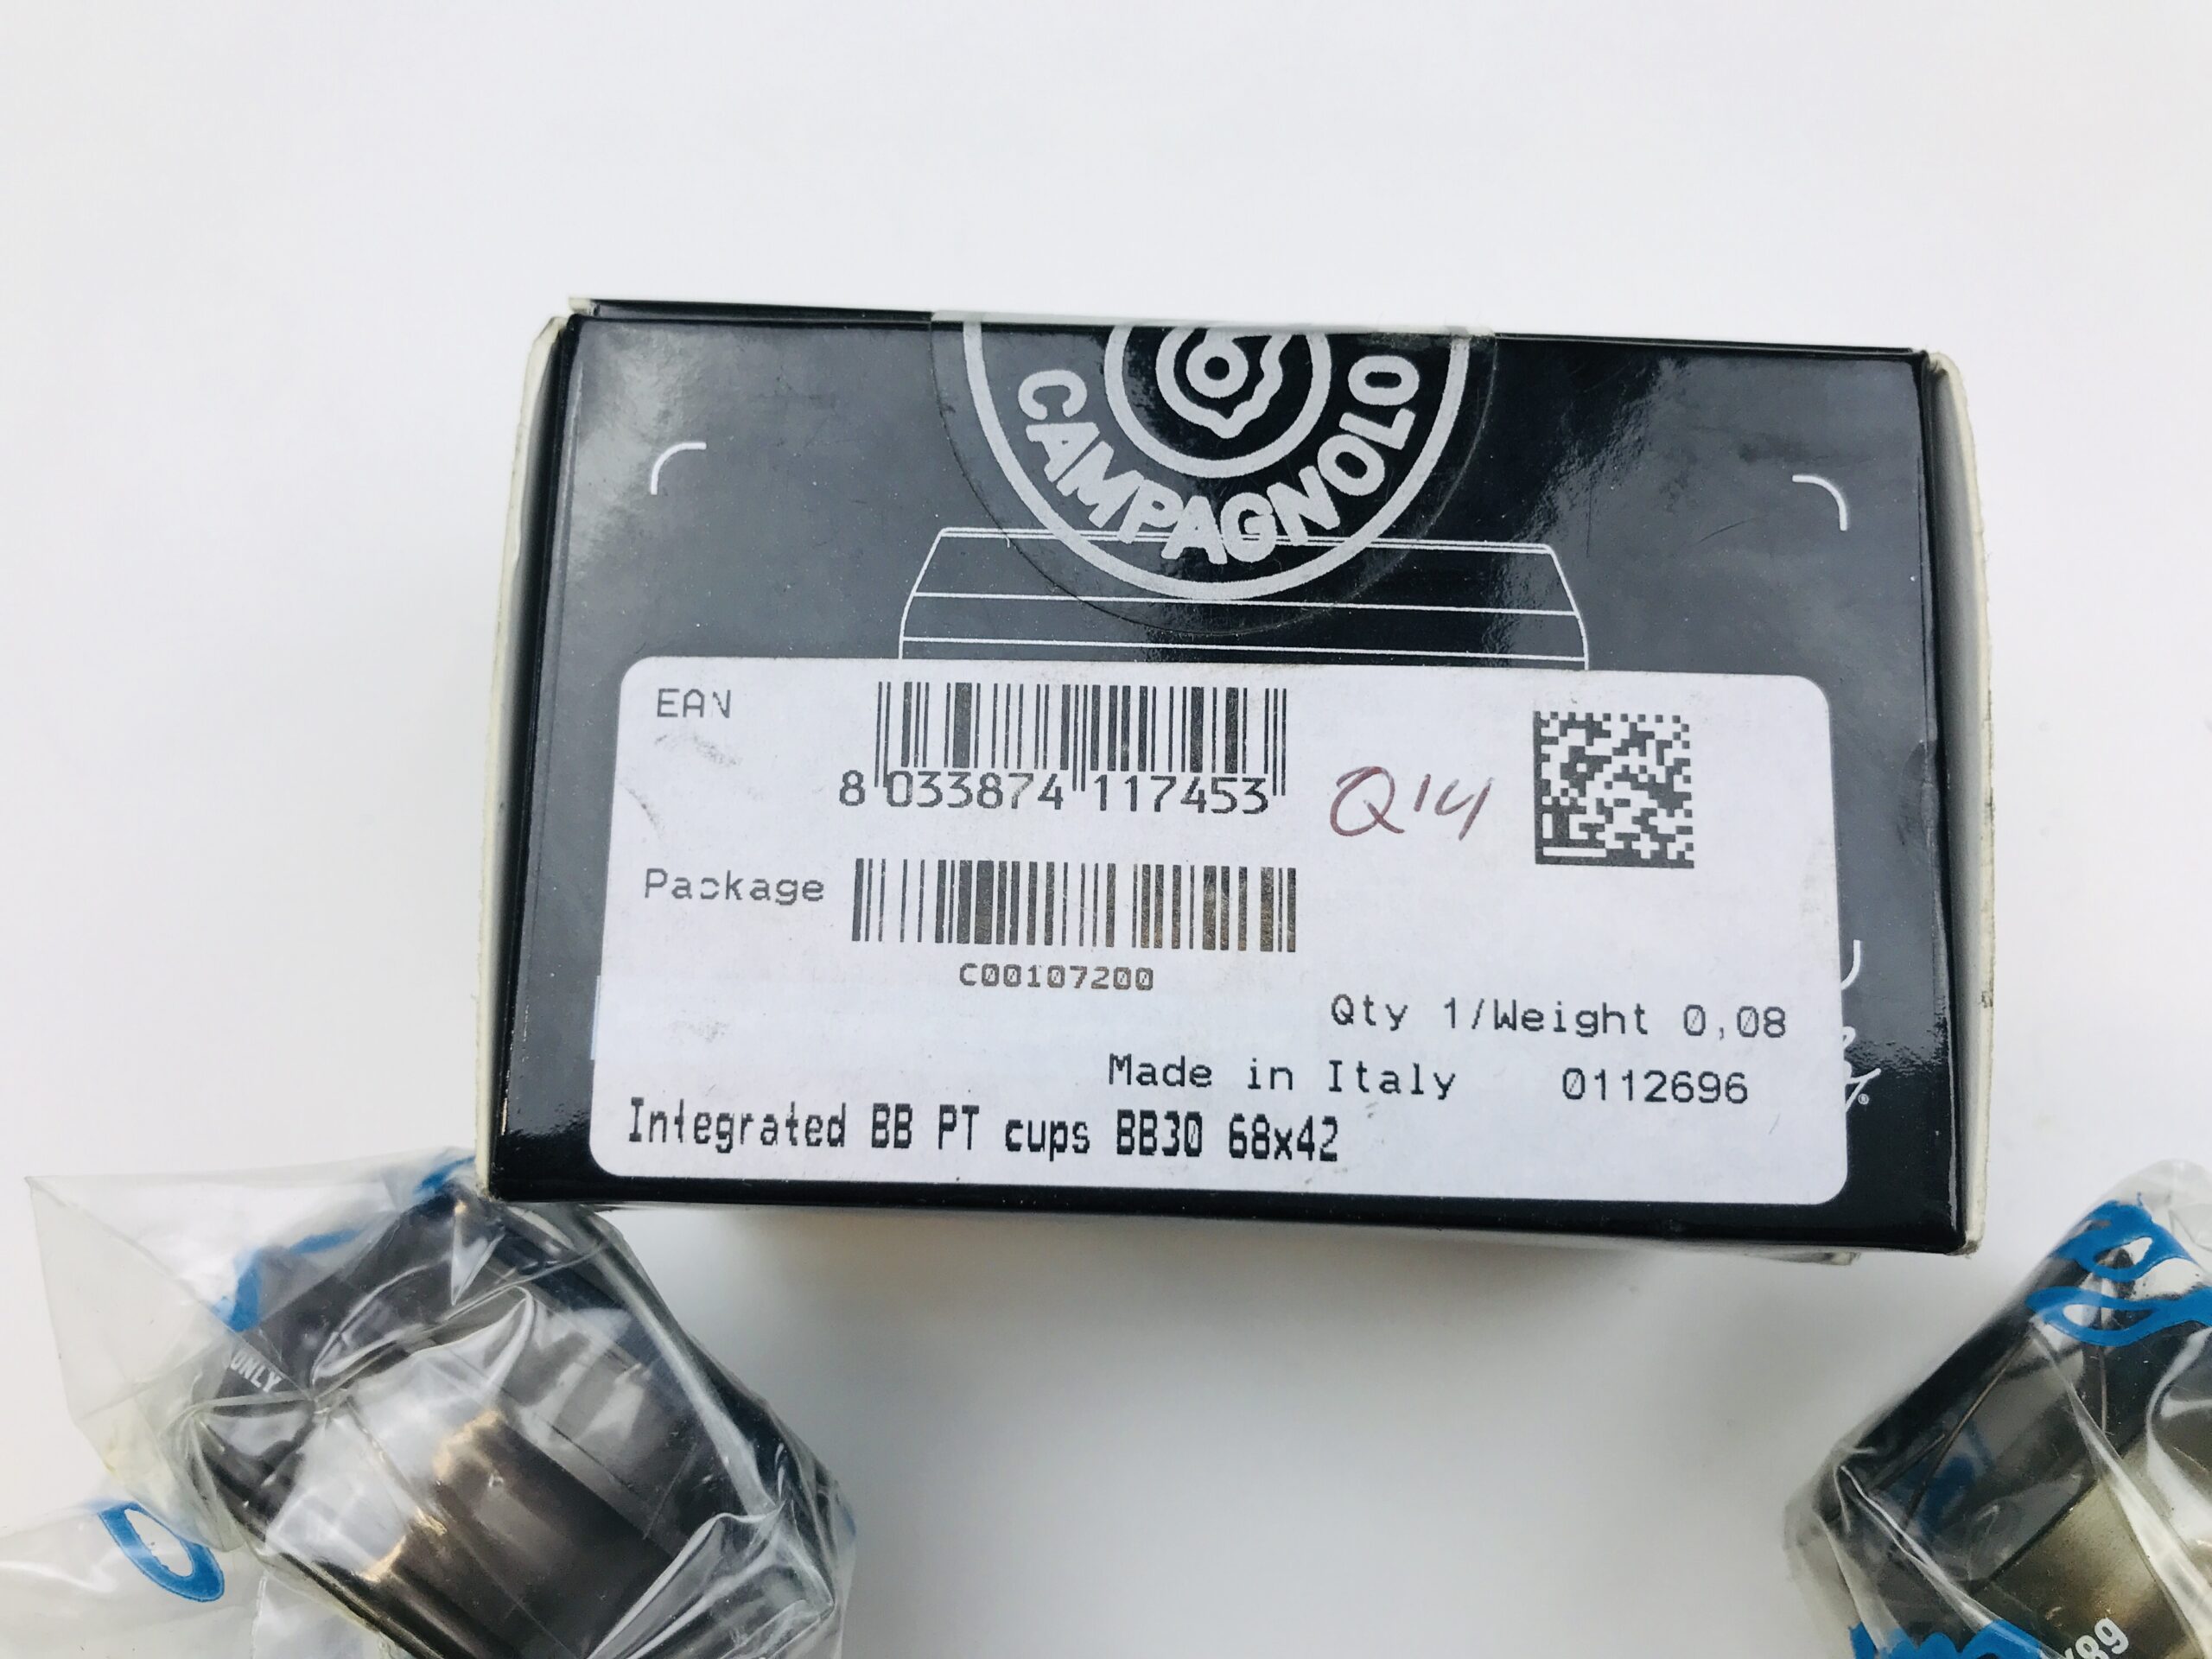 CAMPAGNOLO
EAN
8 033874 117453
Q14
Package
C00107200
Qty 1/Weight 0,08
Made in Italy 0112696
Integrated BB PT cups BB30 68x42
ONLY